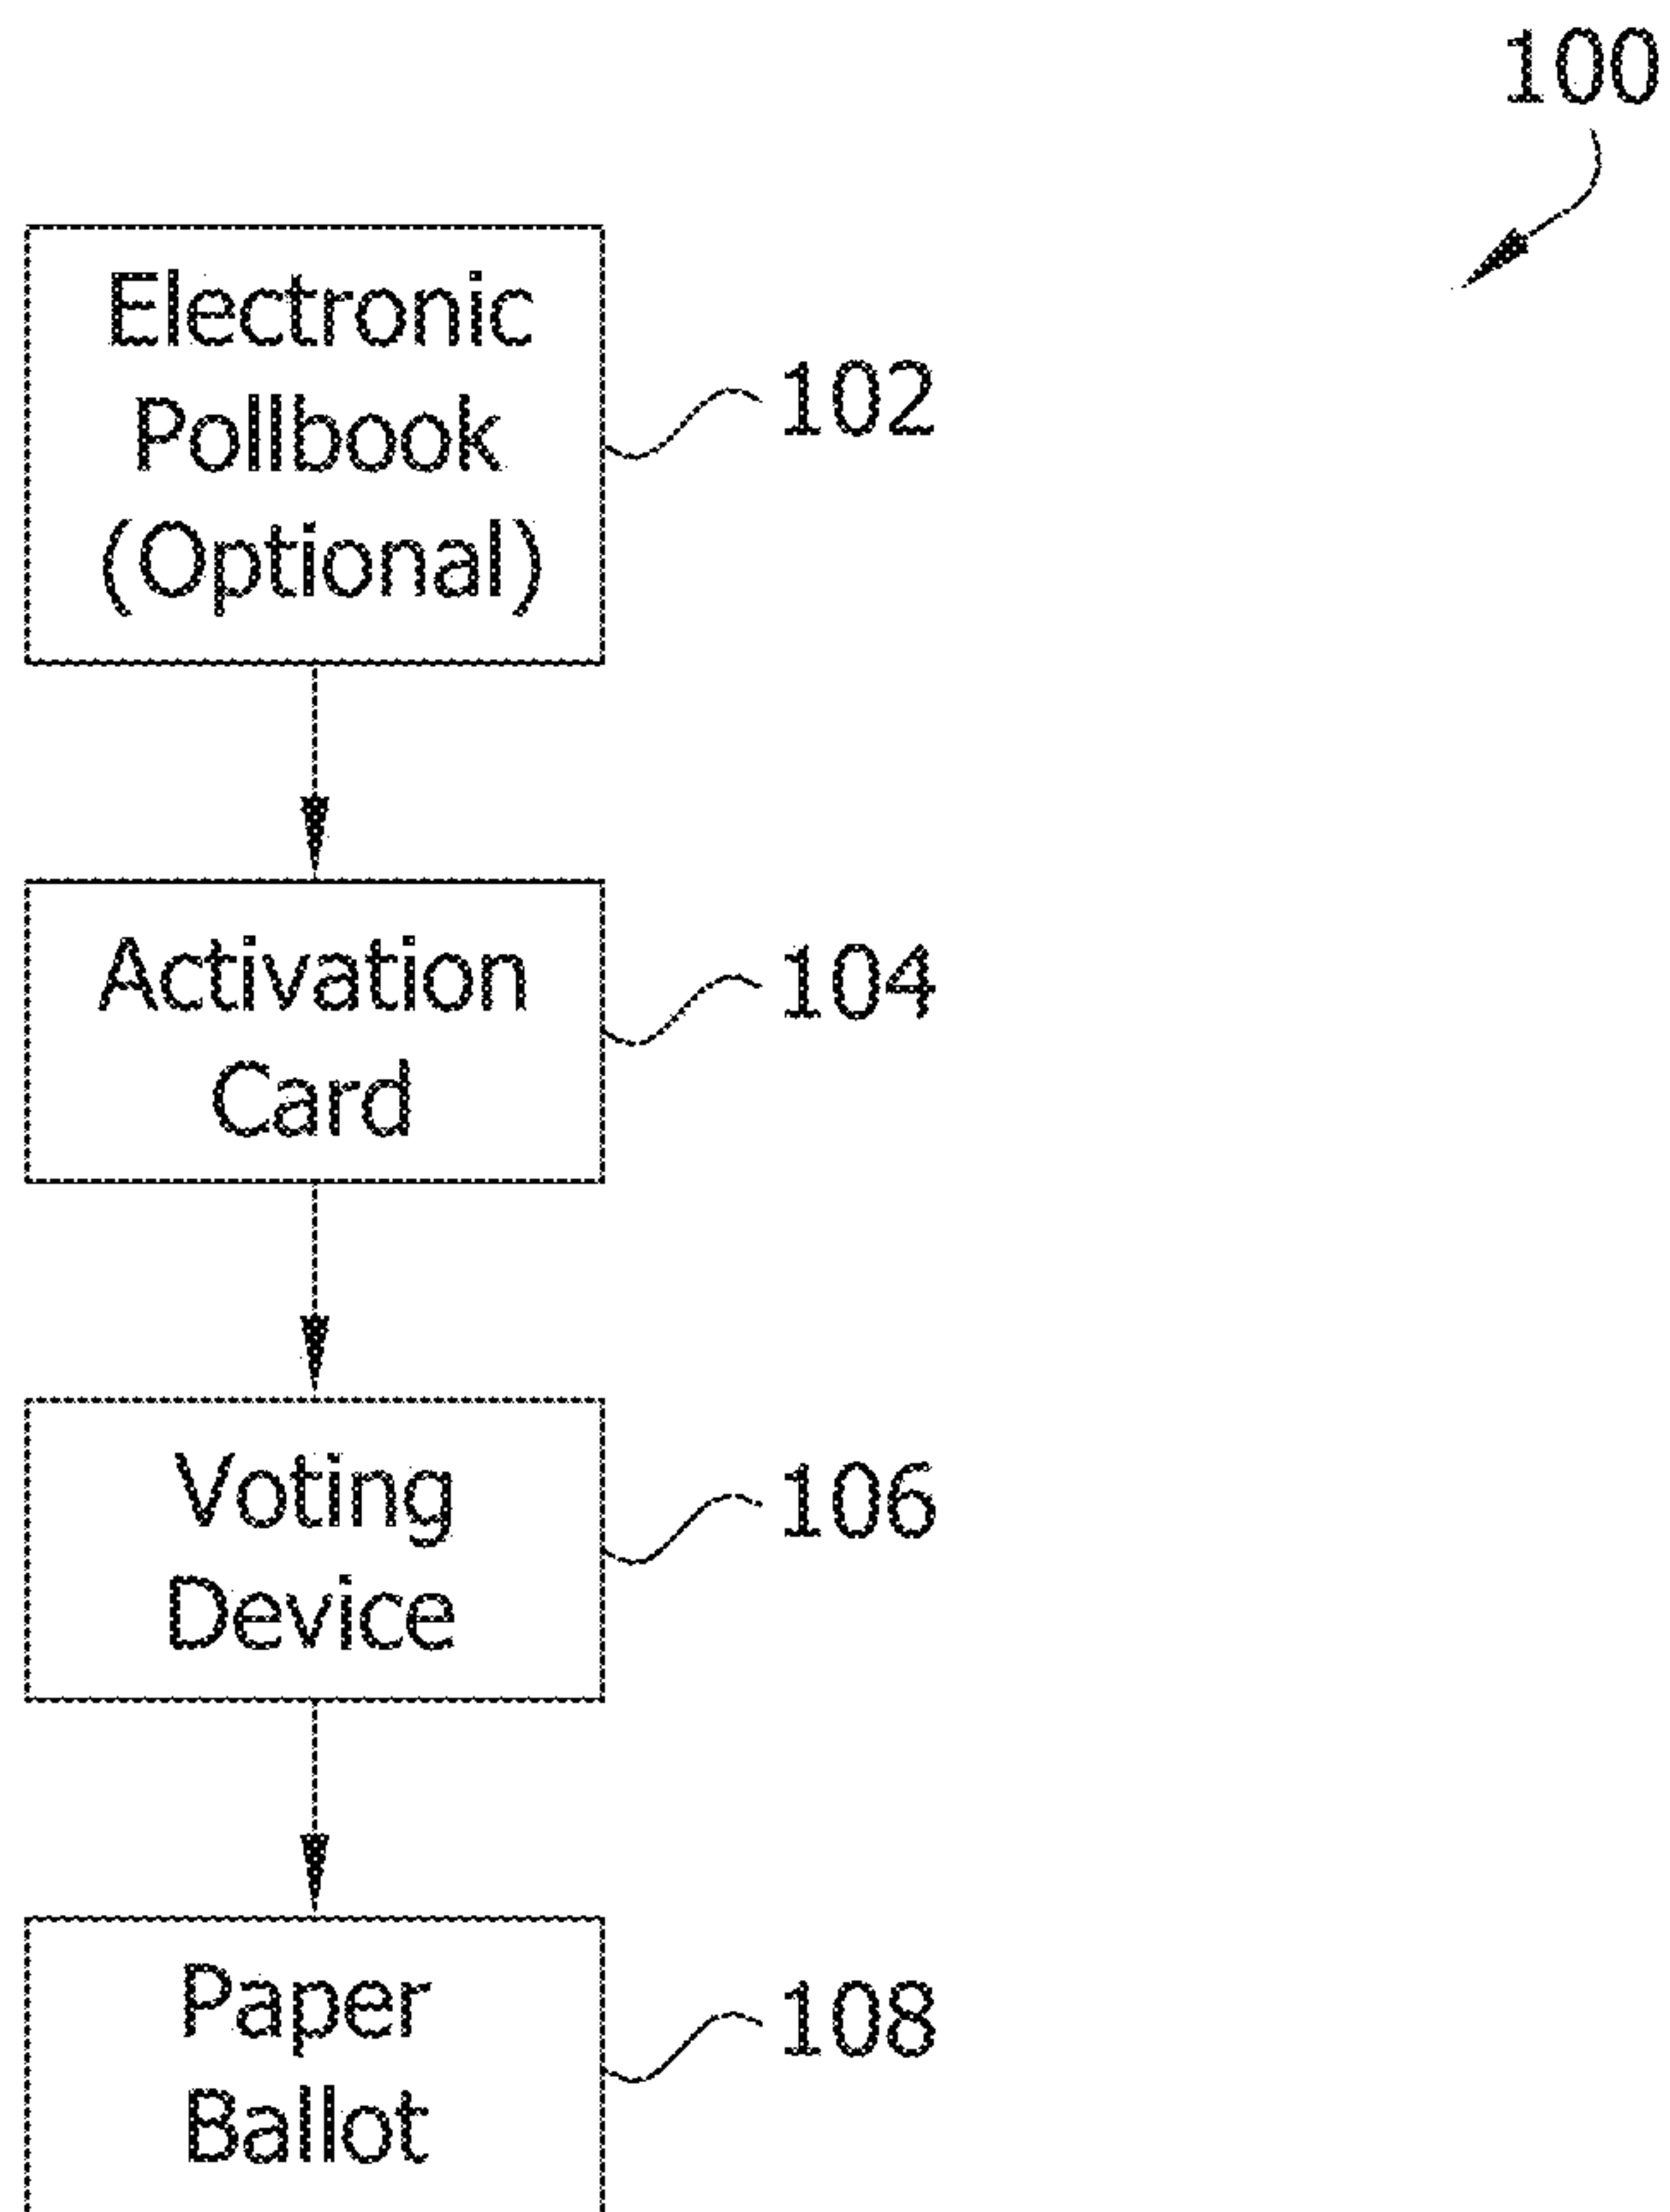 100
Electronic
Pollbook
(Optional)
102
Activation
Card
104
Voting
Device
106
Paper
Ballot
108